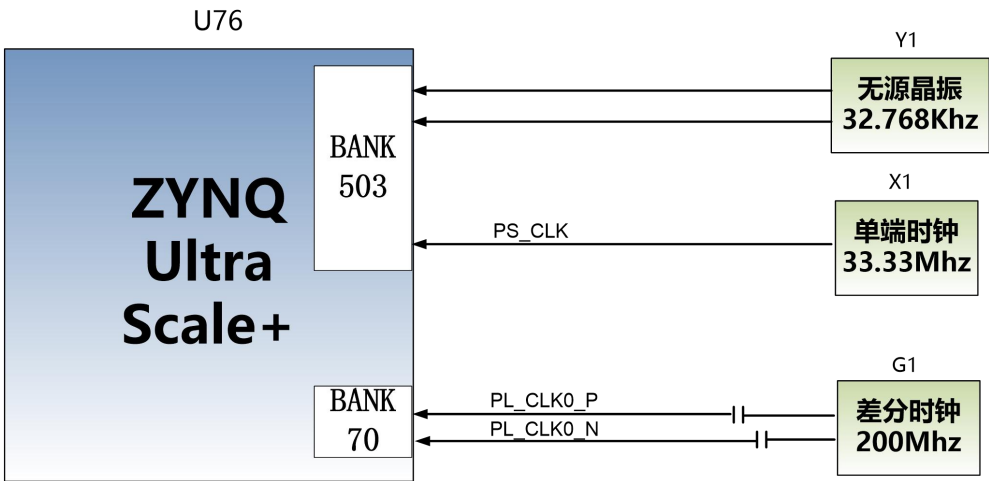 U76
ZYNQ
Ultra
Scale+
BANK
503
BANK
70
PS_CLK
PL_CLK0_P
PL_CLK0_N
Y1
无源晶振
32.768Khz
X1
单端时钟
33.33Mhz
G1
差分时钟
200Mhz